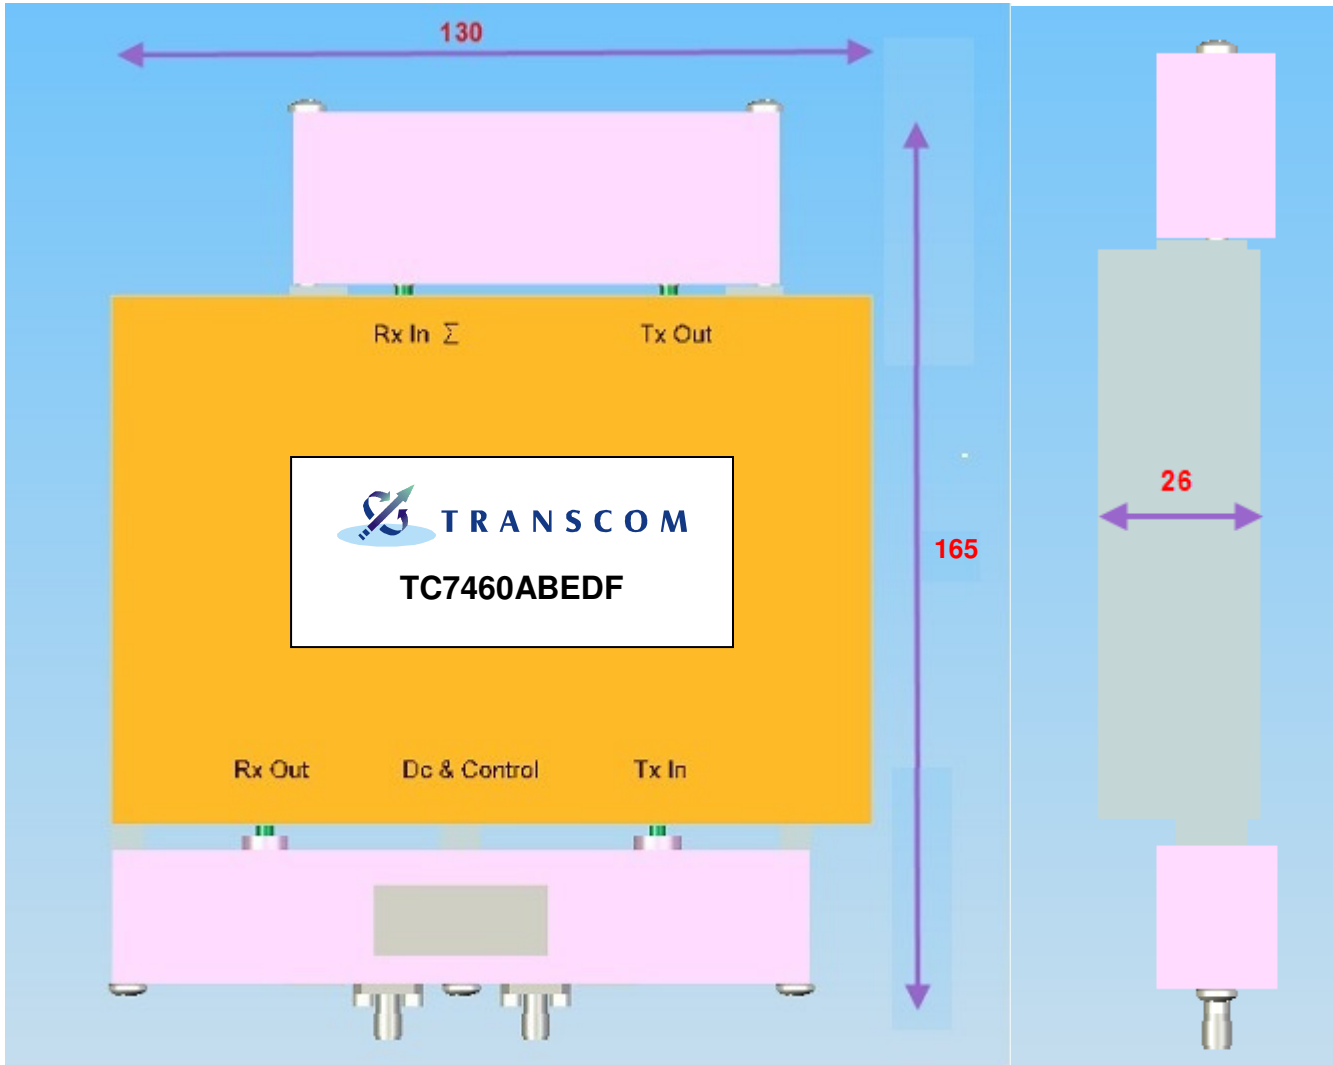 130
Rx In Σ
Tx Out
TRANSCOM
TC7460ABEDF
26
165
Rx Out
Dc & Control
Tx In